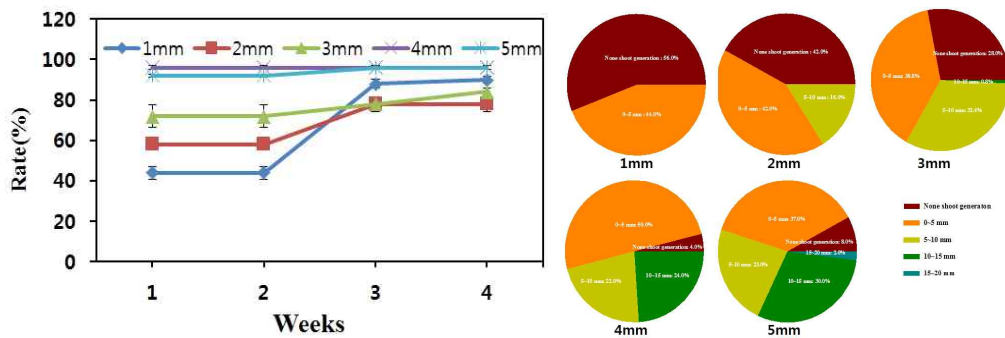 120
100
80
60
40
20
0
Rate(%)
1mm 2mm 3mm 4mm 5mm
1 2 3 4
Weeks
None shoot generation : 56.0%
0~5 mm : 44.0%
1mm
None shoot generation : 42.0%
0~5 mm : 42.0%
5~10 mm : 16.0%
2mm
None shoot generation: 28.0%
0~5 mm : 38.8%
10~15 mm: 0.8%
5~10 mm : 32.4%
3mm
0~5 mm: 50.0%
None shoot generation: 4.0%
5~15 mm: 22.0%
10~15 mm: 24.0%
4mm
0~5 mm: 37.0%
None shoot generation: 8.0%
15~20 mm: 2.0%
5~10 mm: 23.0%
10~15 mm: 30.0%
5mm
None shoot generaton
0~5 mm
5~10 mm
10~15 mm
15~20 mm